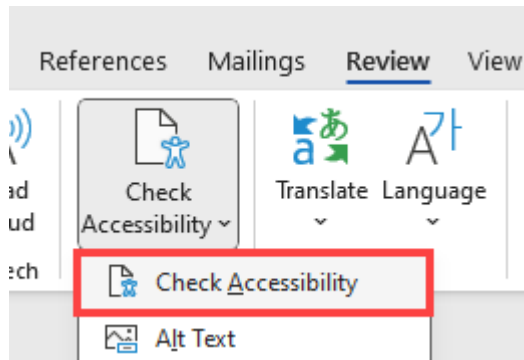 References Mailings Review View
ad Check Translate Language
ud Accessibility
ech
Check Accessibility
Alt Text